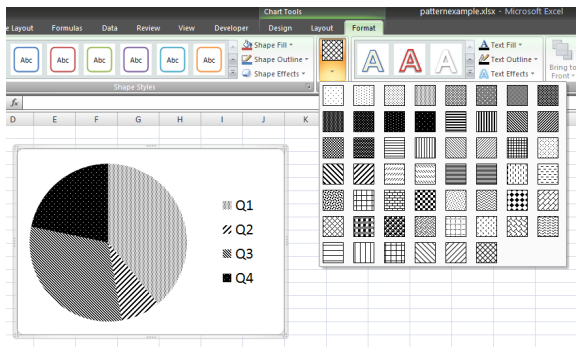 Chart Tools patternexample.xlsx - Microsoft Excel
e Layout Formulas Data Review View Developer Design Layout Format
Abc Abc Abc Abc Abc Abc
Shape Fill
Shape Outline
Shape Effects
A A A
Text Fill
Text Outline
Text Effects
Bring to
Front
Shape Styles
fx
D E F G H I J K
Q1
Q2
Q3
Q4